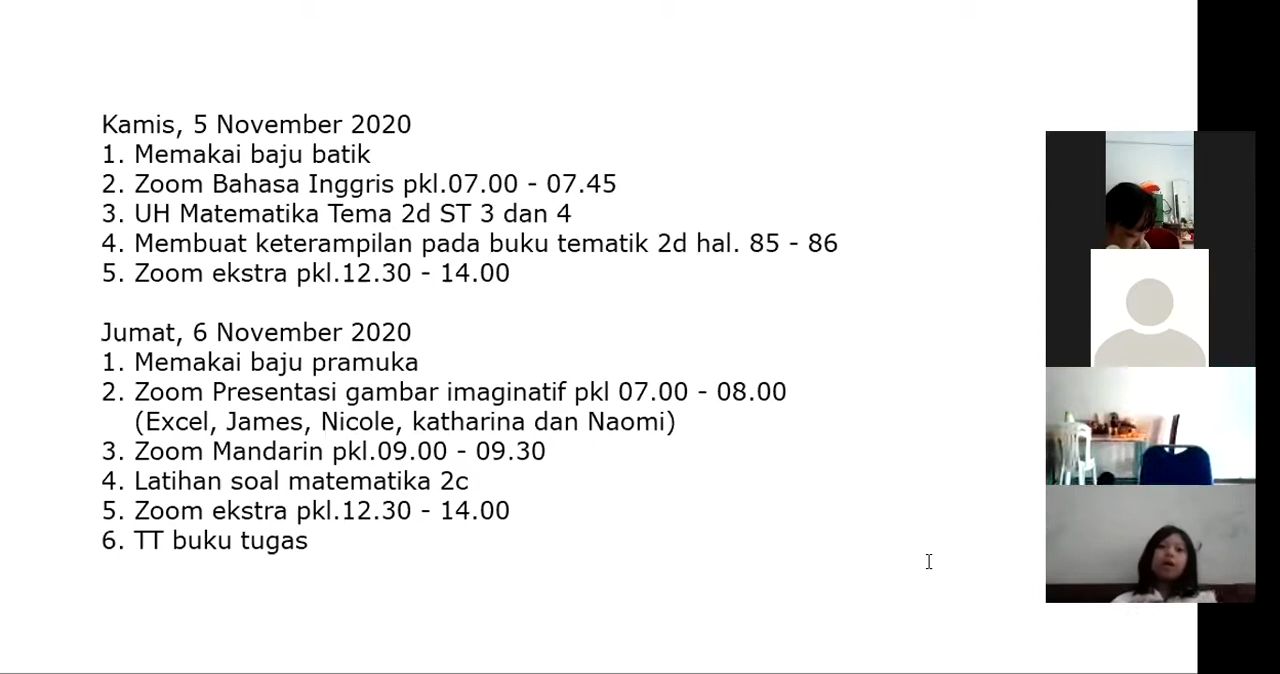 Kamis, 5 November 2020
1. Memakai baju batik
2. Zoom Bahasa Inggris pkl.07.00 - 07.45
3. UH Matematika Tema 2d ST 3 dan 4
4. Membuat keterampilan pada buku tematik 2d hal. 85 - 86
5. Zoom ekstra pkl.12.30 - 14.00
Jumat, 6 November 2020
1. Memakai baju pramuka
2. Zoom Presentasi gambar imaginatif pkl 07.00 - 08.00
(Excel, James, Nicole, katharina dan Naomi)
3. Zoom Mandarin pkl.09.00 - 09.30
4. Latihan soal matematika 2c
5. Zoom ekstra pkl.12.30 - 14.00
6. TT buku tugas